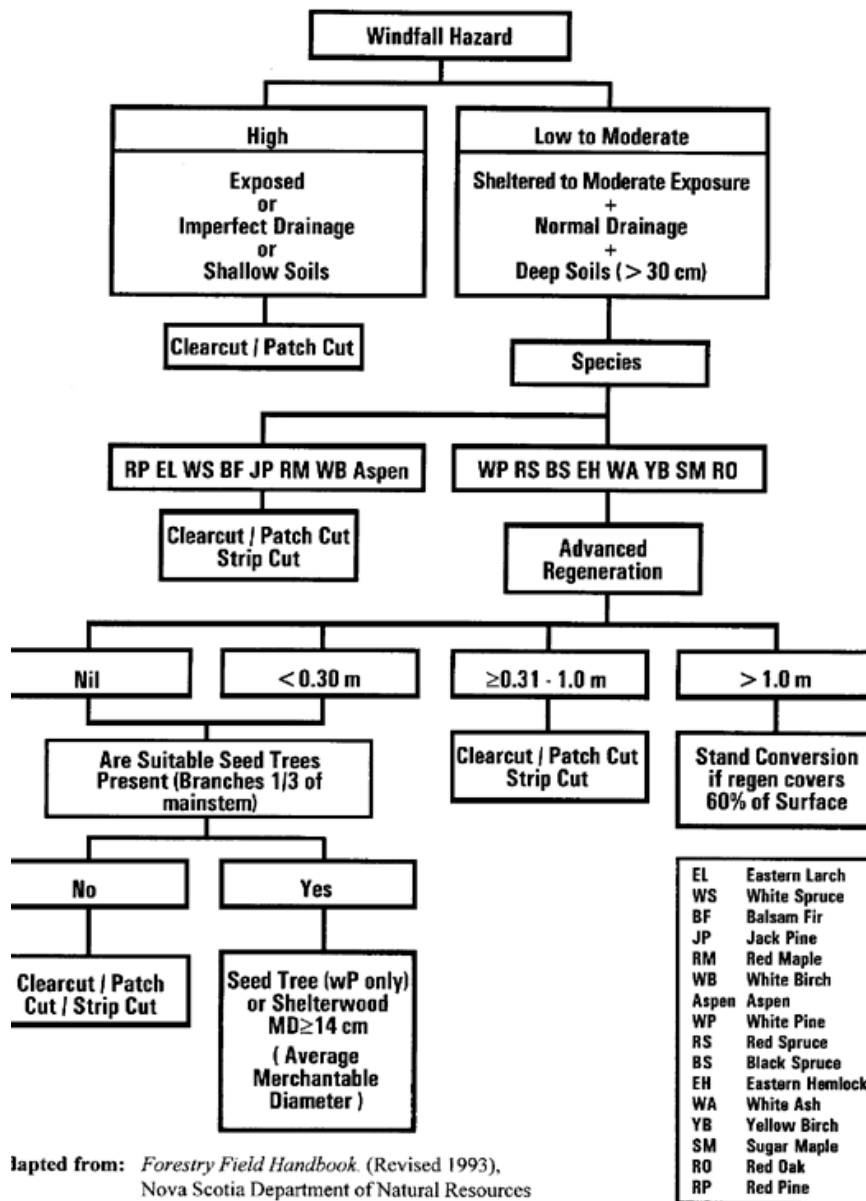 Windfall Hazard
High
Exposed
or
Imperfect Drainage
or
Shallow Soils
Low to Moderate
Sheltered to Moderate Exposure
+
Normal Drainage
+
Deep Soils ( > 30 cm)
Clearcut / Patch Cut
Species
RP EL WS BF JP RM WB Aspen
WP RS BS EH WA YB SM RO
Clearcut / Patch Cut
Strip Cut
Advanced
Regeneration
Nil
< 0.30 m
≥0.31 - 1.0 m
> 1.0 m
Are Suitable Seed Trees
Present (Branches 1/3 of
mainstem)
Clearcut / Patch Cut
Strip Cut
Stand Conversion
if regen covers
60% of Surface
No
Yes
Clearcut / Patch
Cut / Strip Cut
Seed Tree (wP only)
or Shelterwood
MD≥14 cm
( Average
Merchantable
Diameter )
EL Eastern Larch
WS White Spruce
BF Balsam Fir
JP Jack Pine
RM Red Maple
WB White Birch
Aspen Aspen
WP White Pine
RS Red Spruce
BS Black Spruce
EH Eastern Hemlock
WA White Ash
YB Yellow Birch
SM Sugar Maple
RO Red Oak
RP Red Pine
lapted from: Forestry Field Handbook. (Revised 1993),
Nova Scotia Department of Natural Resources